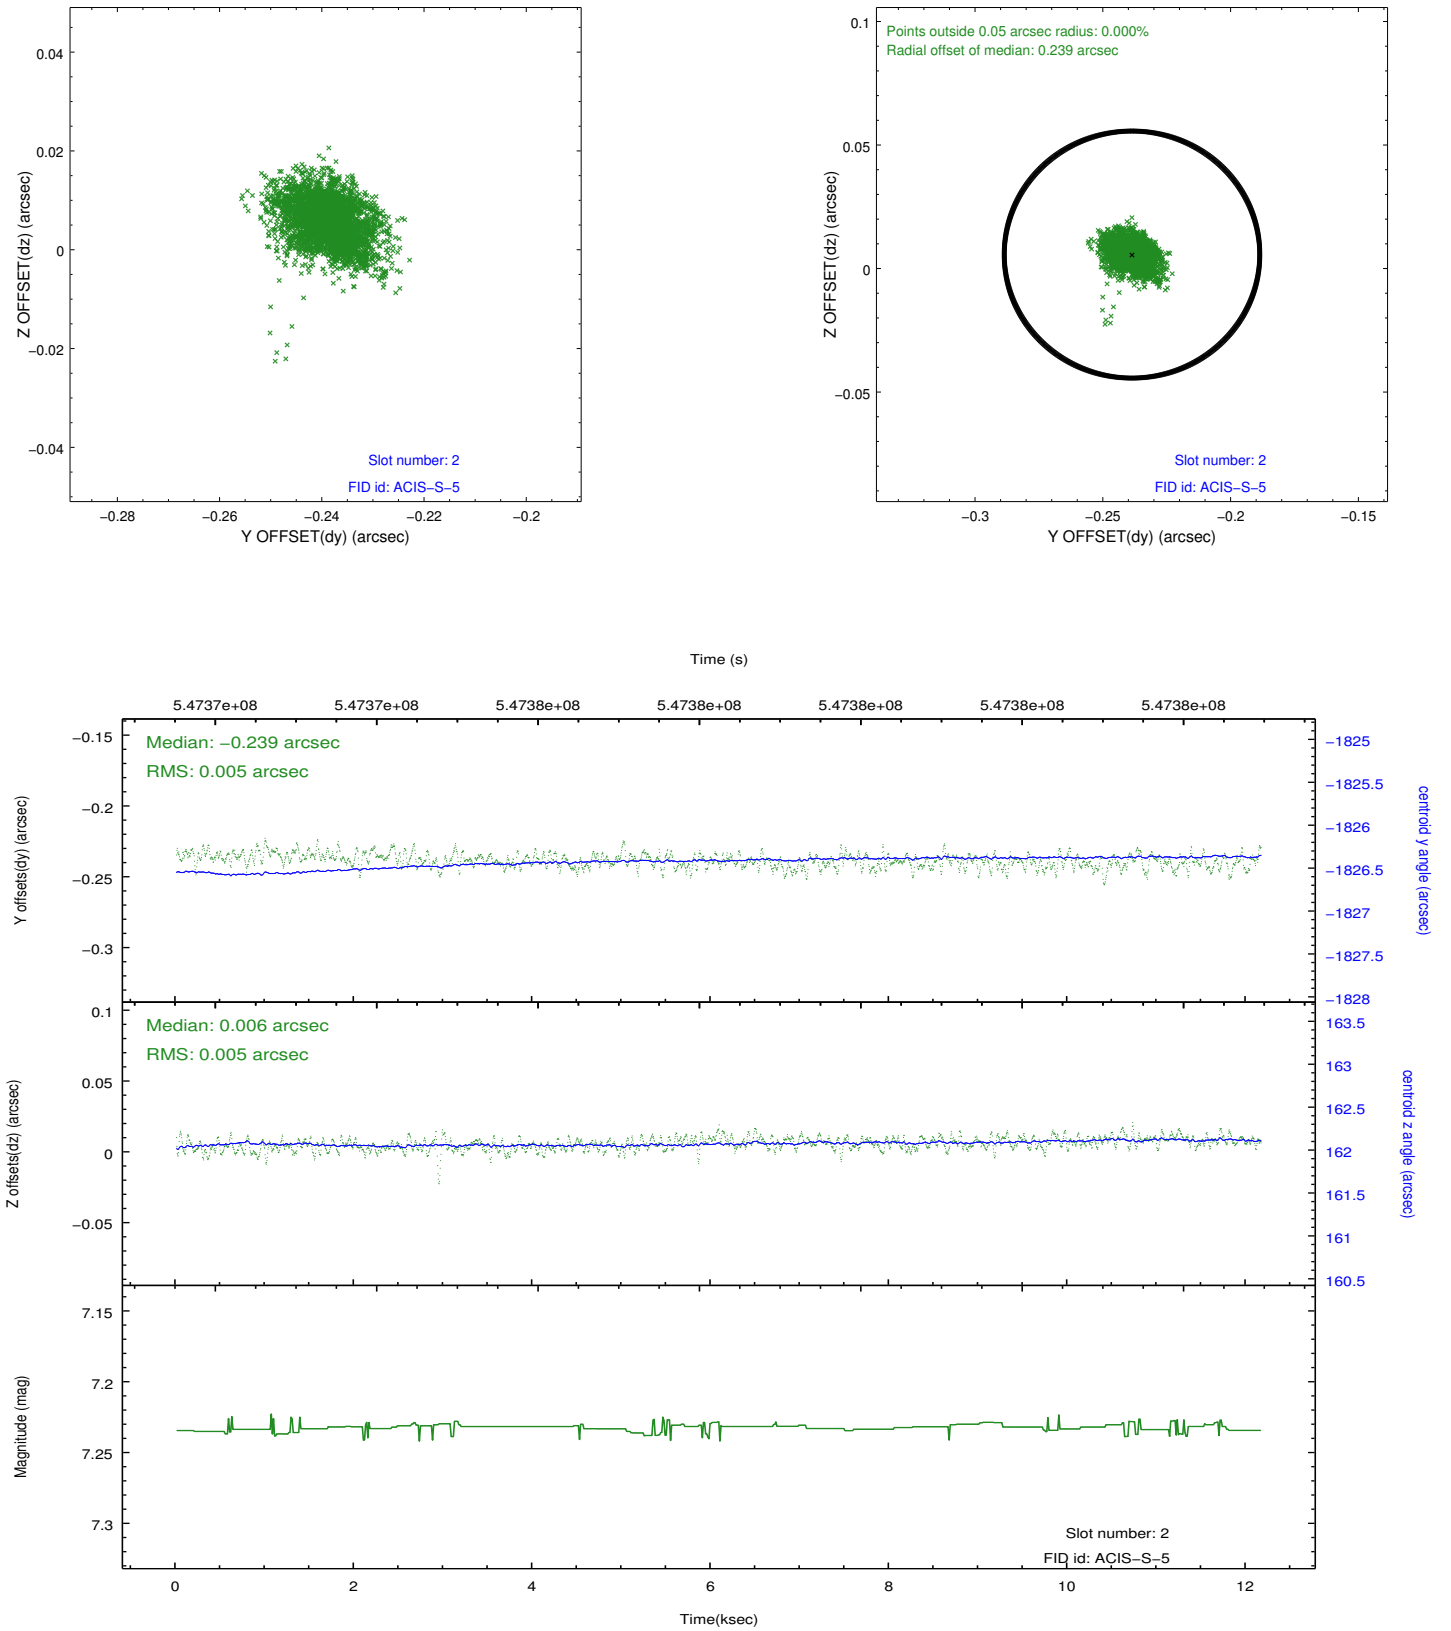 0.04
0.02
0
−0.02
−0.04
Z OFFSET(dz) (arcsec)
Slot number: 2
FID id: ACIS−S−5
−0.28
−0.26
−0.24
−0.22
−0.2
Y OFFSET(dy) (arcsec)
Points outside 0.05 arcsec radius: 0.000%
Radial offset of median: 0.239 arcsec
0.1
0.05
0
−0.05
Z OFFSET(dz) (arcsec)
Slot number: 2
FID id: ACIS−S−5
−0.3
−0.25
−0.2
−0.15
Y OFFSET(dy) (arcsec)
Time (s)
5.4737e+08
5.4737e+08
5.4738e+08
5.4738e+08
5.4738e+08
5.4738e+08
5.4738e+08
Median: −0.239 arcsec
RMS: 0.005 arcsec
−0.15
−0.2
−0.25
−0.3
Y offsets(dy) (arcsec)
−1825
−1825.5
−1826
−1826.5
−1827
−1827.5
−1828
centroid y angle (arcsec)
Median: 0.006 arcsec
RMS: 0.005 arcsec
0.1
0.05
0
−0.05
Z offsets(dz) (arcsec)
163.5
163
162.5
162
161.5
161
160.5
centroid z angle (arcsec)
7.15
7.2
7.25
7.3
Magnitude (mag)
Slot number: 2
FID id: ACIS−S−5
0
2
4
6
8
10
12
Time(ksec)